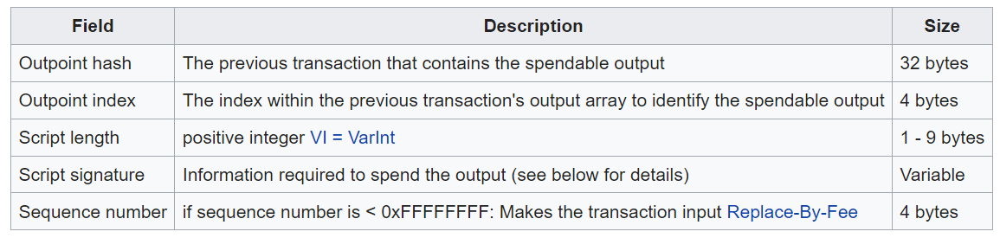 Field Description Size
Outpoint hash The previous transaction that contains the spendable output 32 bytes
Outpoint index The index within the previous transaction's output array to identify the spendable output 4 bytes
Script length positive integer VI = VarInt 1 - 9 bytes
Script signature Information required to spend the output (see below for details) Variable
Sequence number if sequence number is < 0xFFFFFFFF: Makes the transaction input Replace-By-Fee 4 bytes